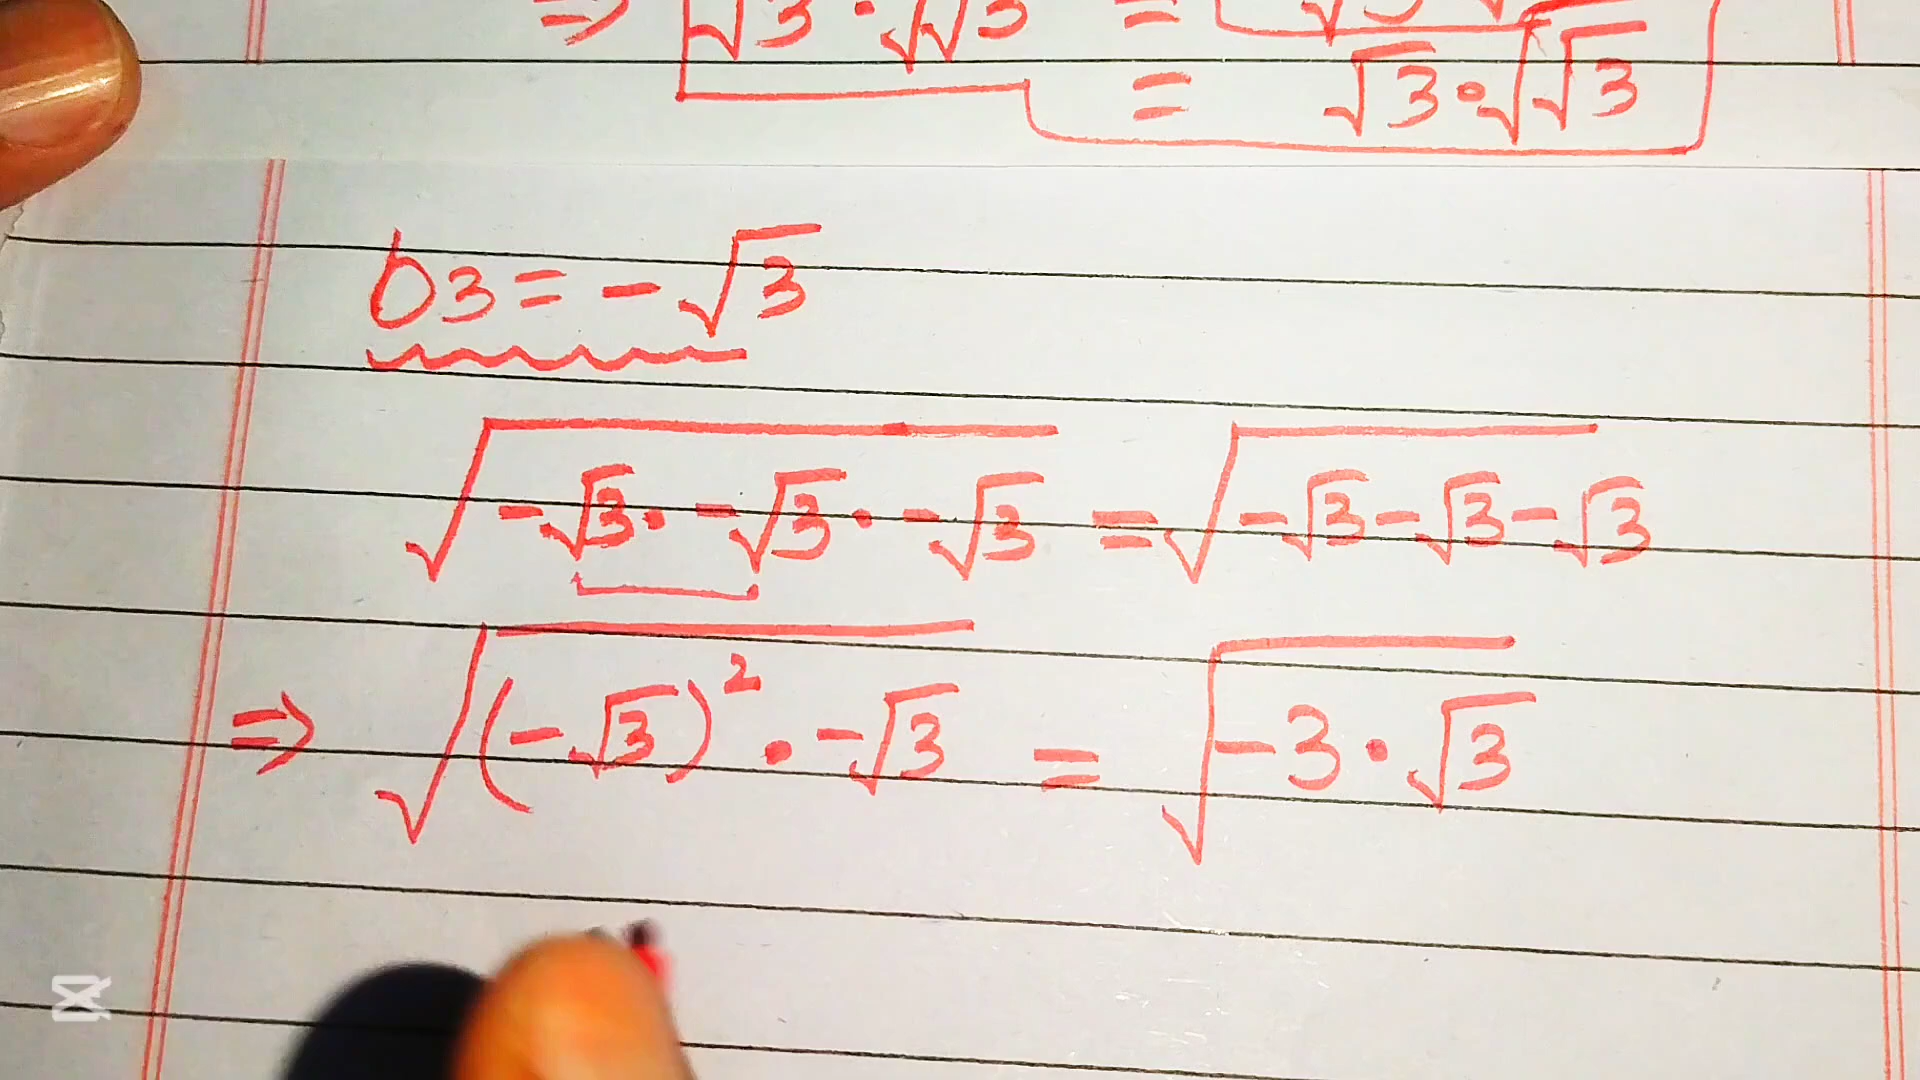 ⇒ √3 · √√3 =
= √3 · √√3
b3 = - √3
√(-√3 · -√3 · -√3) = √(-√3 - √3 - √3)
⇒ √((-√3)² · -√3) = √(-3 · √3)